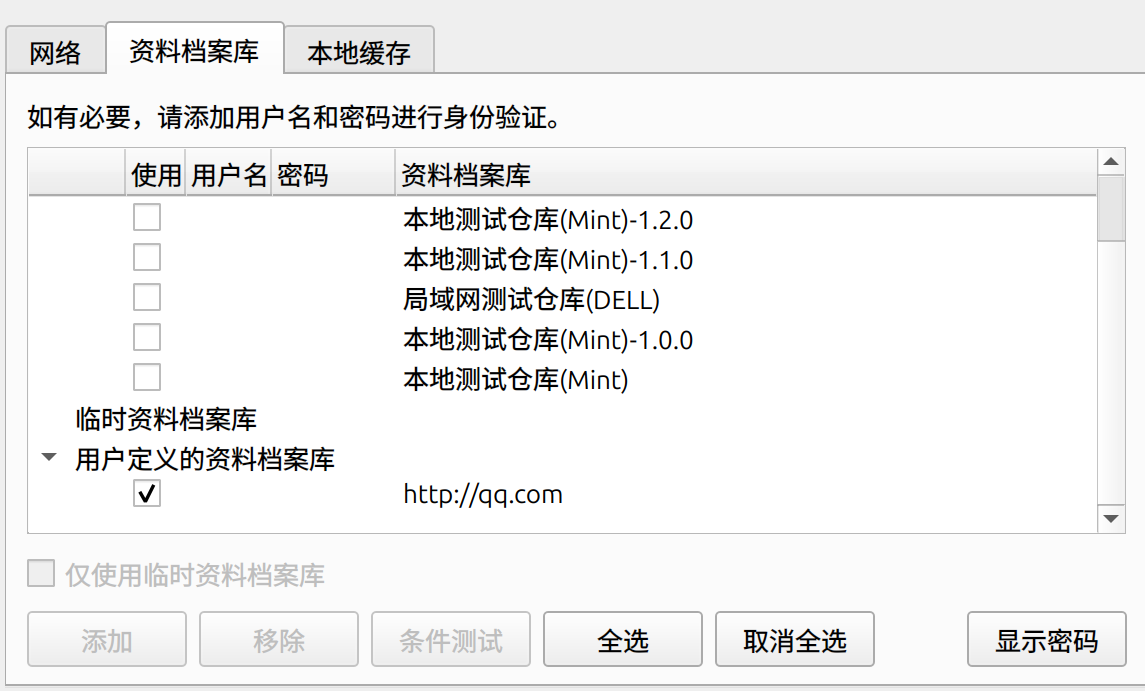 网络 资料档案库 本地缓存
如有必要，请添加用户名和密码进行身份验证。
使用 用户名 密码 资料档案库
本地测试仓库(Mint)-1.2.0
本地测试仓库(Mint)-1.1.0
局域网测试仓库(DELL)
本地测试仓库(Mint)-1.0.0
本地测试仓库(Mint)
临时资料档案库
用户定义的资料档案库
http://qq.com
仅使用临时资料档案库
添加 移除 条件测试 全选 取消全选 显示密码